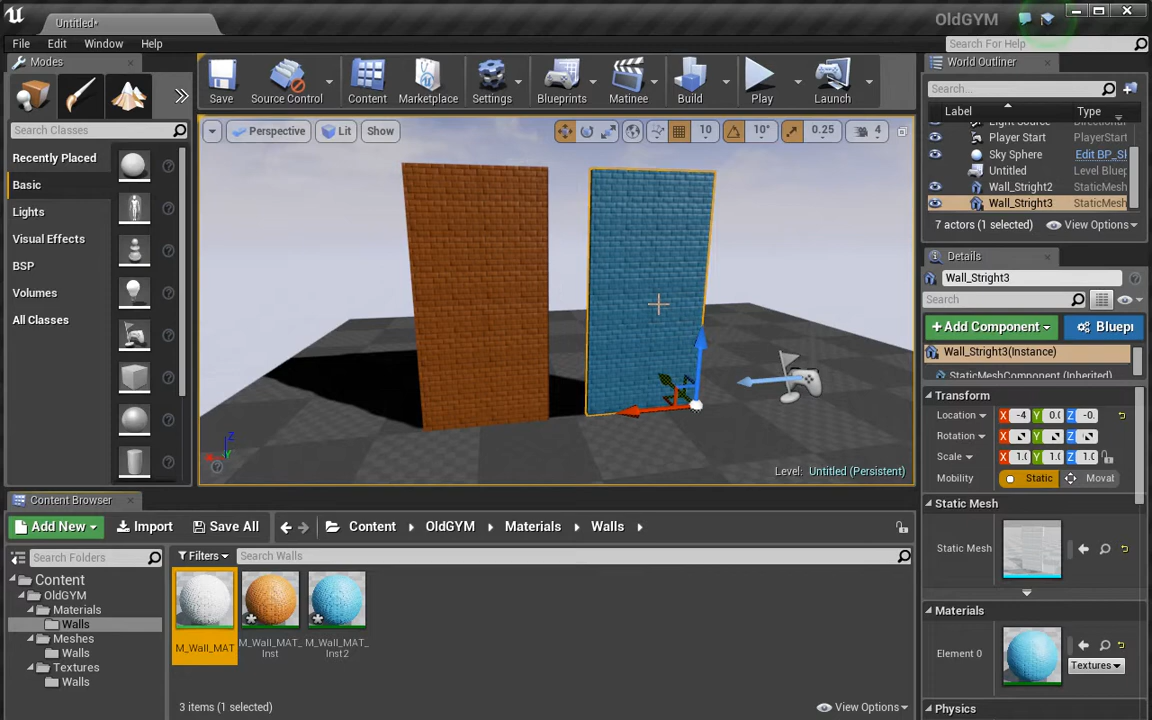 Untitled*
OldGYM
File Edit Window Help
Search For Help
Modes
Search Classes
Recently Placed
Basic
Lights
Visual Effects
BSP
Volumes
All Classes
Save
Source Control
Content
Marketplace
Settings
Blueprints
Matinee
Build
Play
Launch
Perspective Lit Show
10 10° 0.25 4
Level: Untitled (Persistent)
World Outliner
Search...
Label Type
Light Source
Player Start PlayerStart
Sky Sphere Edit BP_Sk
Untitled Level Bluep
Wall_Stright2 StaticMesh
Wall_Stright3 StaticMesh
7 actors (1 selected) View Options
Details
Wall_Stright3
Search
Add Component Bluepr
Wall_Stright3(Instance)
StaticMeshComponent (Inherited)
Transform
Location X -4 Y 0.0 Z -0.
Rotation X Y Z
Scale X 1.0 Y 1.0 Z 1.0
Mobility Static Movat
Static Mesh
Static Mesh
Materials
Element 0
Textures
Physics
Content Browser
Add New Import Save All Content OldGYM Materials Walls
Search Folders
Filters Search Walls
Content
OldGYM
Materials
Walls
Meshes
Walls
Textures
Walls
M_Wall_MAT
M_Wall_MAT_
Inst
M_Wall_MAT_
Inst2
3 items (1 selected)
View Options
Z